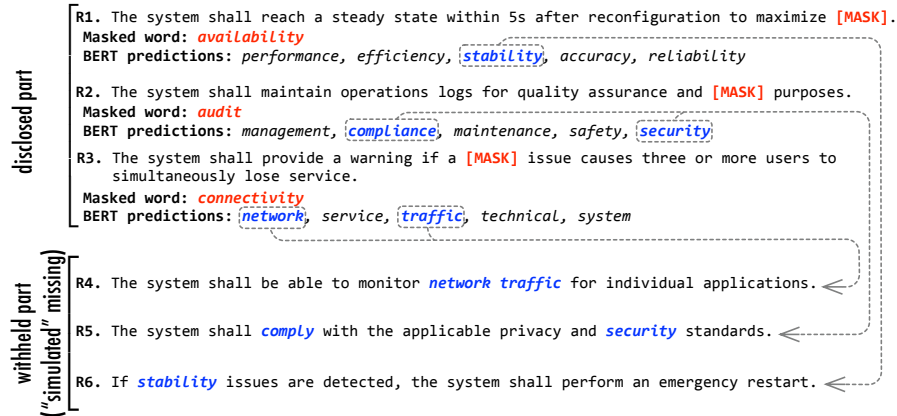 disclosed part
R1. The system shall reach a steady state within 5s after reconfiguration to maximize [MASK].
Masked word: availability
BERT predictions: performance, efficiency, stability, accuracy, reliability
R2. The system shall maintain operations logs for quality assurance and [MASK] purposes.
Masked word: audit
BERT predictions: management, compliance, maintenance, safety, security
R3. The system shall provide a warning if a [MASK] issue causes three or more users to
simultaneously lose service.
Masked word: connectivity
BERT predictions: network, service, traffic, technical, system
withheld part
("simulated" missing)
R4. The system shall be able to monitor network traffic for individual applications.
R5. The system shall comply with the applicable privacy and security standards.
R6. If stability issues are detected, the system shall perform an emergency restart.